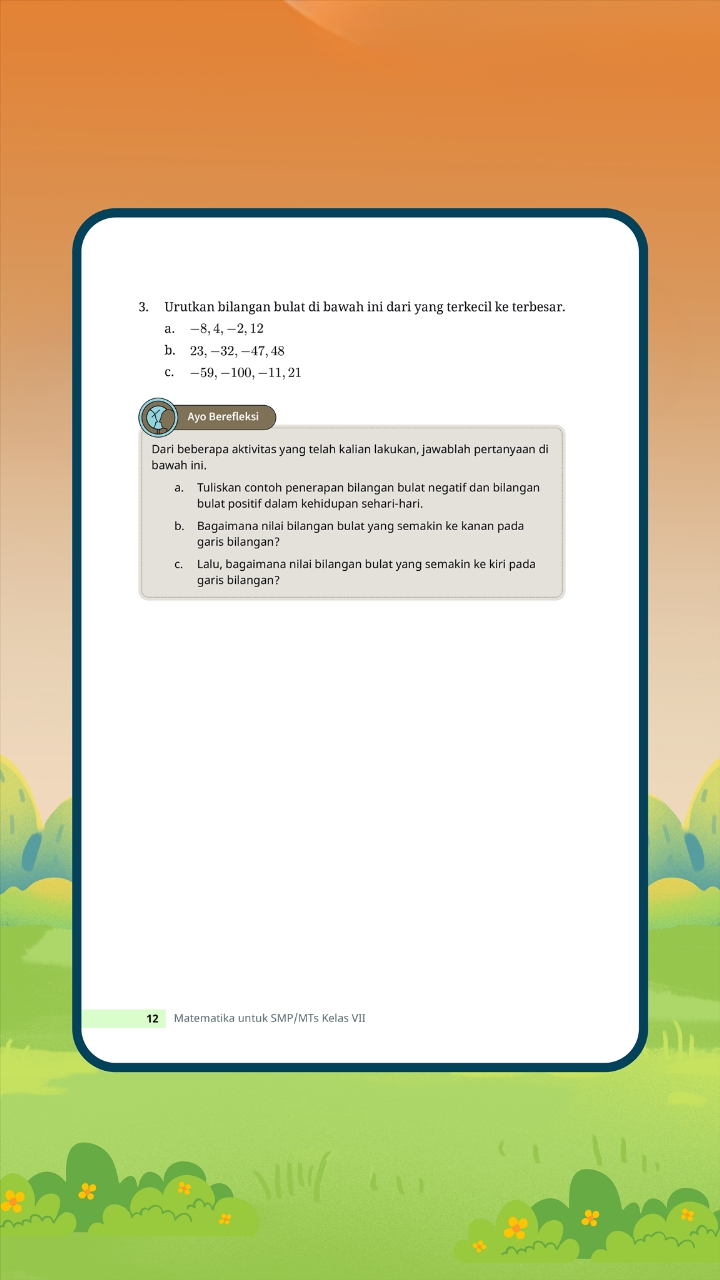 3. Urutkan bilangan bulat di bawah ini dari yang terkecil ke terbesar.
a. −8, 4, −2, 12
b. 23, −32, −47, 48
c. −59, −100, −11, 21
Ayo Berefleksi
Dari beberapa aktivitas yang telah kalian lakukan, jawablah pertanyaan di
bawah ini.
a. Tuliskan contoh penerapan bilangan bulat negatif dan bilangan
bulat positif dalam kehidupan sehari-hari.
b. Bagaimana nilai bilangan bulat yang semakin ke kanan pada
garis bilangan?
c. Lalu, bagaimana nilai bilangan bulat yang semakin ke kiri pada
garis bilangan?
12 Matematika untuk SMP/MTs Kelas VII